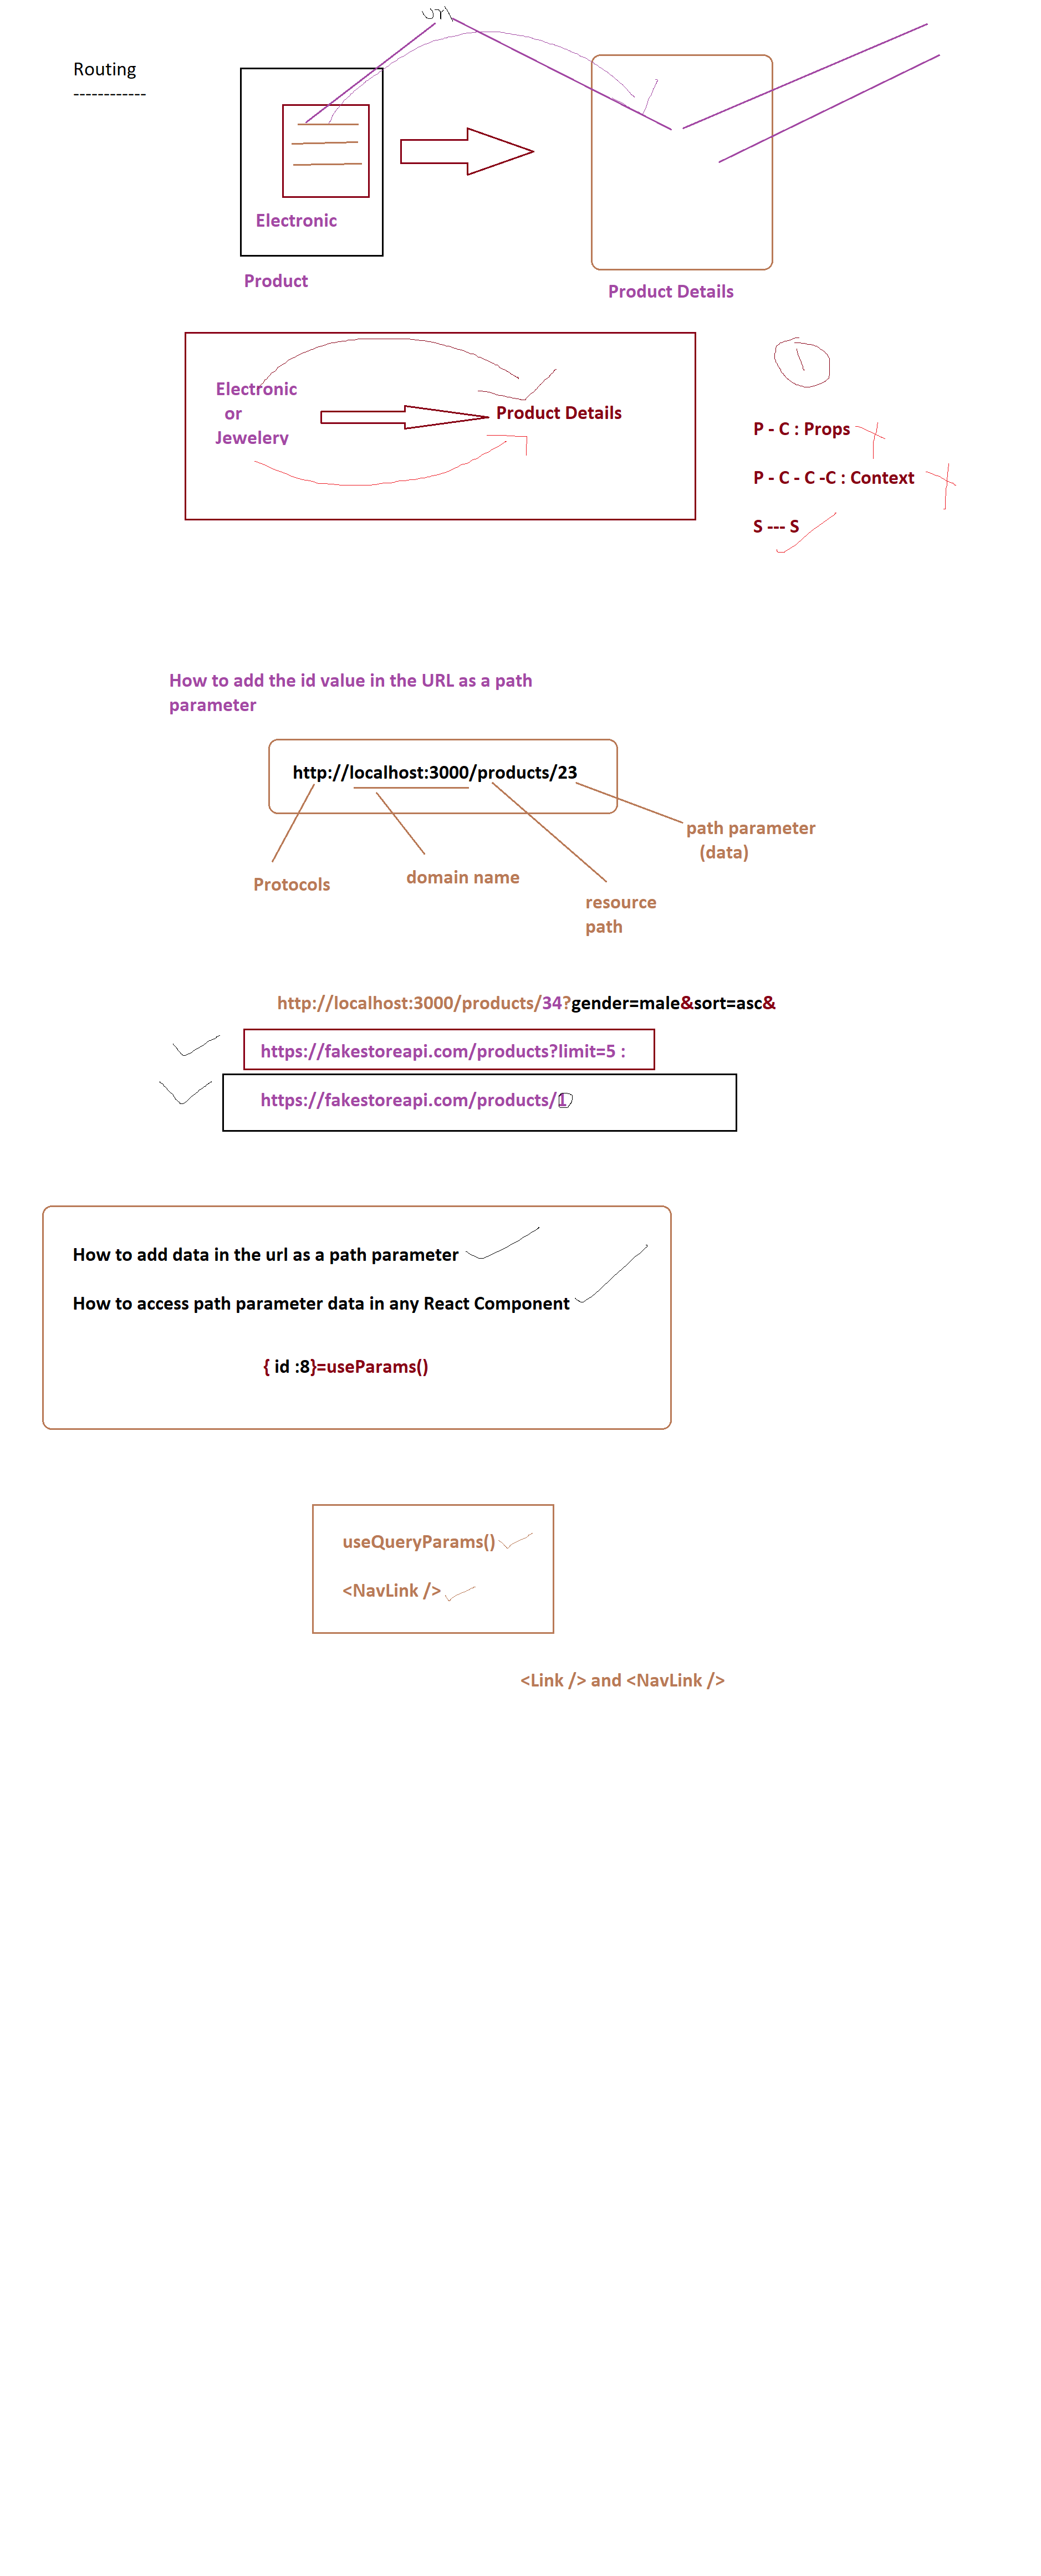 url
Routing
------------
Electronic
Product
Product Details
Electronic
or
Jewelery
Product Details
P - C : Props
P - C - C -C : Context
S --- S
How to add the id value in the URL as a path
parameter
http://localhost:3000/products/23
path parameter
(data)
Protocols
domain name
resource
path
http://localhost:3000/products/34?gender=male&sort=asc&
https://fakestoreapi.com/products?limit=5 :
https://fakestoreapi.com/products/1
How to add data in the url as a path parameter
How to access path parameter data in any React Component
{ id :8}=useParams()
useQueryParams()
<NavLink />
<Link /> and <NavLink />